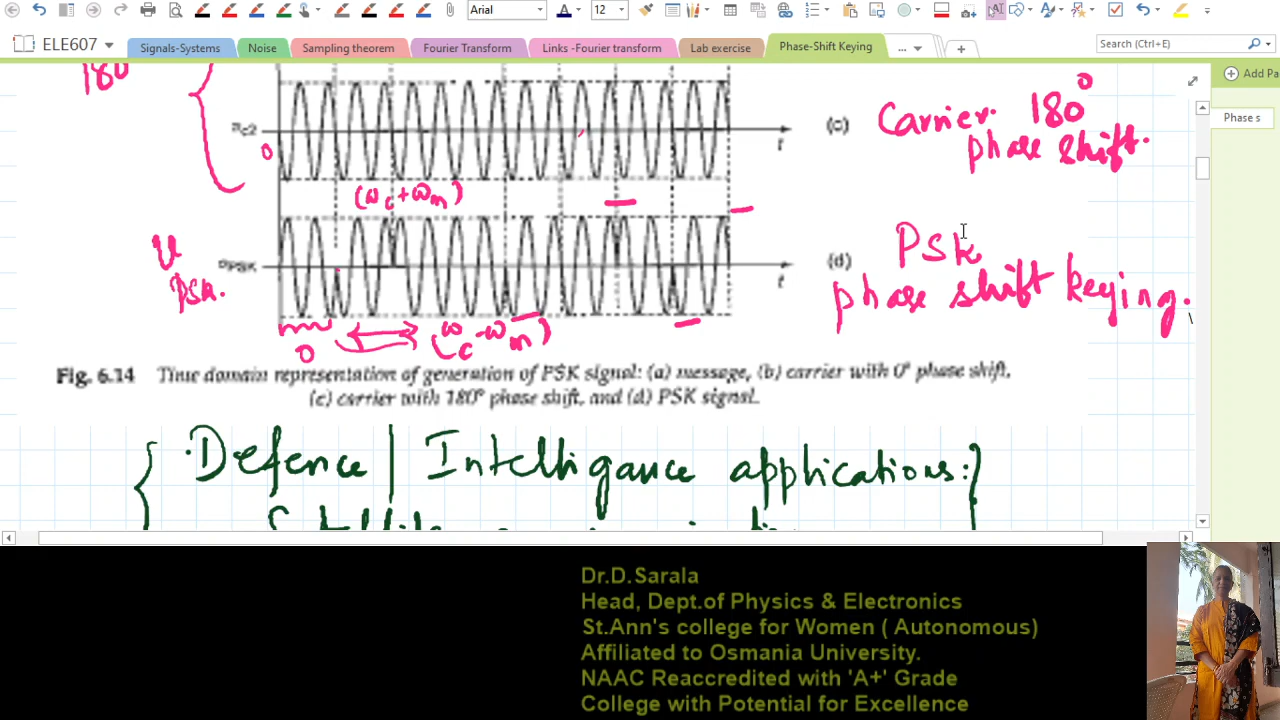 Arial 12
ELE607 Signals-Systems Noise Sampling theorem Fourier Transform Links -Fourier transform Lab exercise Phase-Shift Keying ... Search (Ctrl+E)
Add Pa
Phase s
180
0
t
(c) Carrier. 180°
phase shift.
(ωc+ωm)
υ
psk.
t
(d) PSk
phase shift keying.
0
(ωc-ωm)
Fig. 6.14 Time domain representation of generation of PSK signal: (a) message, (b) carrier with 0° phase shift,
(c) carrier with 180° phase shift, and (d) PSK signal.
{ Defence | Intelligance applications: }
Dr.D.Sarala
Head, Dept.of Physics & Electronics
St.Ann's college for Women ( Autonomous)
Affiliated to Osmania University.
NAAC Reaccredited with 'A+' Grade
College with Potential for Excellence